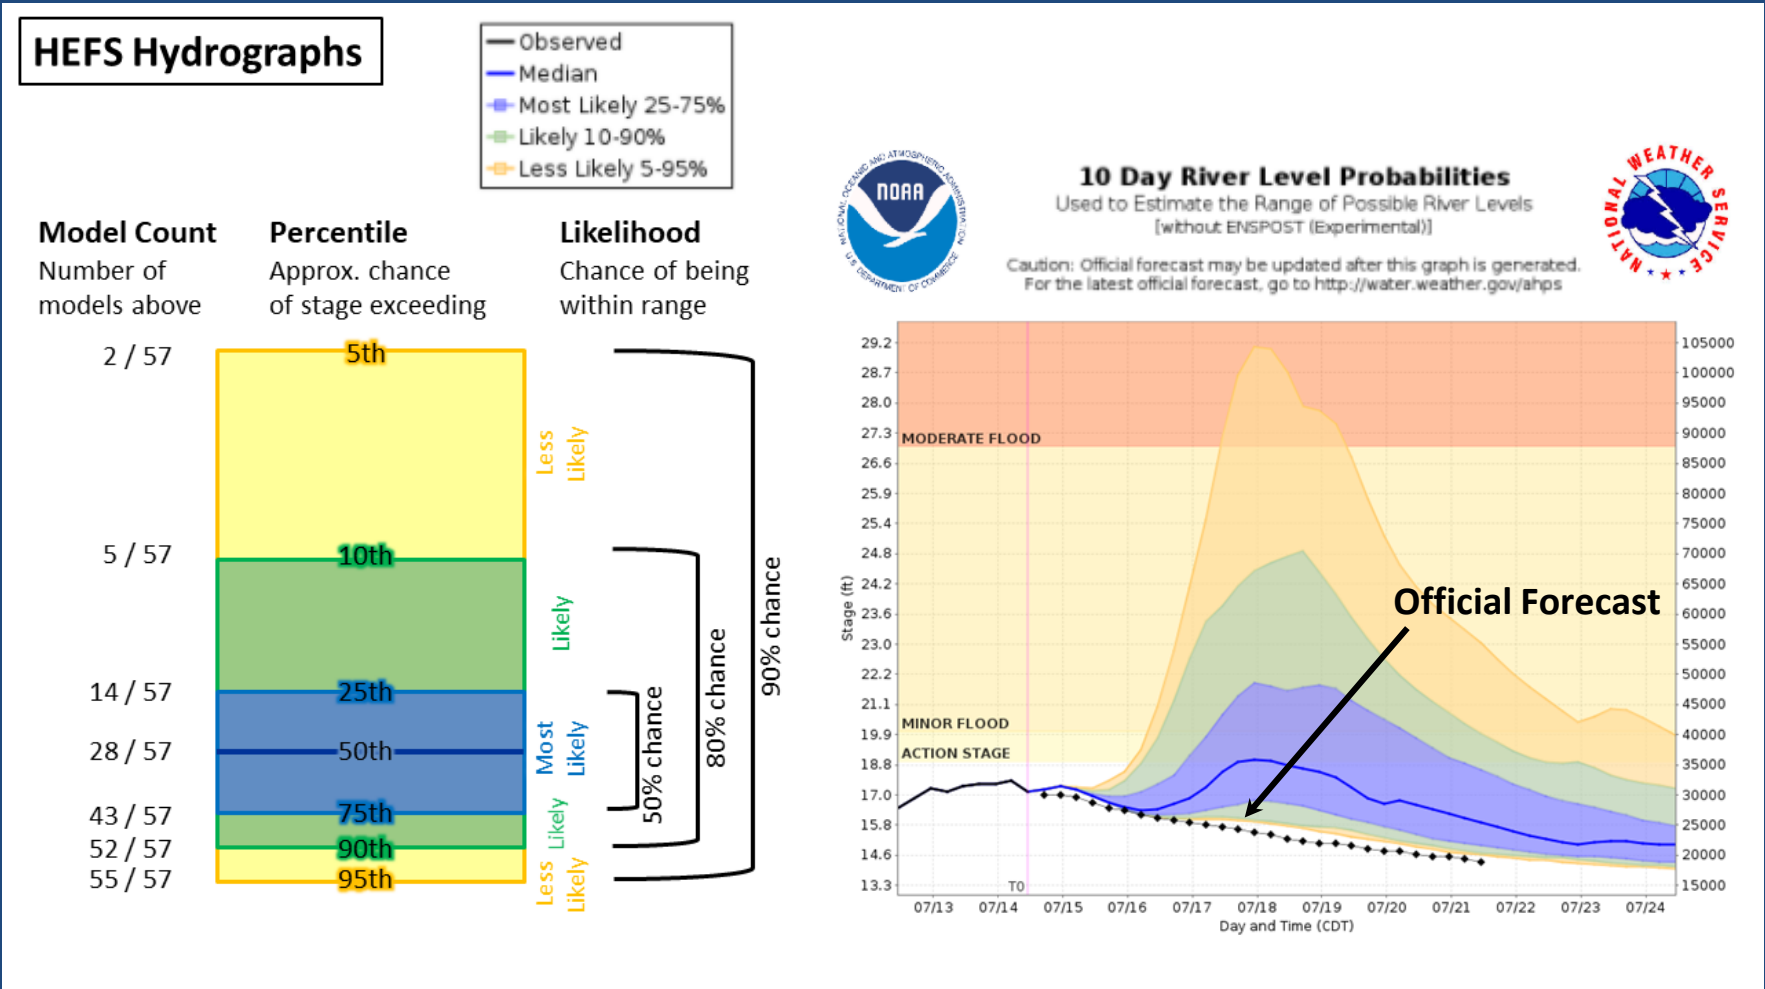 HEFS Hydrographs
Observed
Median
Most Likely 25-75%
Likely 10-90%
Less Likely 5-95%
Model Count
Number of
models above
Percentile
Approx. chance
of stage exceeding
Likelihood
Chance of being
within range
2 / 57
5 / 57
14 / 57
28 / 57
43 / 57
52 / 57
55 / 57
5th
10th
25th
50th
75th
90th
95th
Less
Likely
Likely
Most
Likely
Likely
Less
Likely
50% chance
80% chance
90% chance
NATIONAL OCEANIC AND ATMOSPHERIC ADMINISTRATION
NOAA
U.S. DEPARTMENT OF COMMERCE
10 Day River Level Probabilities
Used to Estimate the Range of Possible River Levels
[without ENSPOST (Experimental)]
Caution: Official forecast may be updated after this graph is generated.
For the latest official forecast, go to http://water.weather.gov/ahps
NATIONAL WEATHER SERVICE
Stage (ft)
29.2
28.7
28.0
27.3
26.6
25.9
25.4
24.8
24.2
23.6
23.0
22.2
21.1
19.9
18.8
17.0
15.8
14.6
13.3
MODERATE FLOOD
MINOR FLOOD
ACTION STAGE
Official Forecast
T0
105000
100000
95000
90000
85000
80000
75000
70000
65000
60000
55000
50000
45000
40000
35000
30000
25000
20000
15000
07/13 07/14 07/15 07/16 07/17 07/18 07/19 07/20 07/21 07/22 07/23 07/24
Day and Time (CDT)